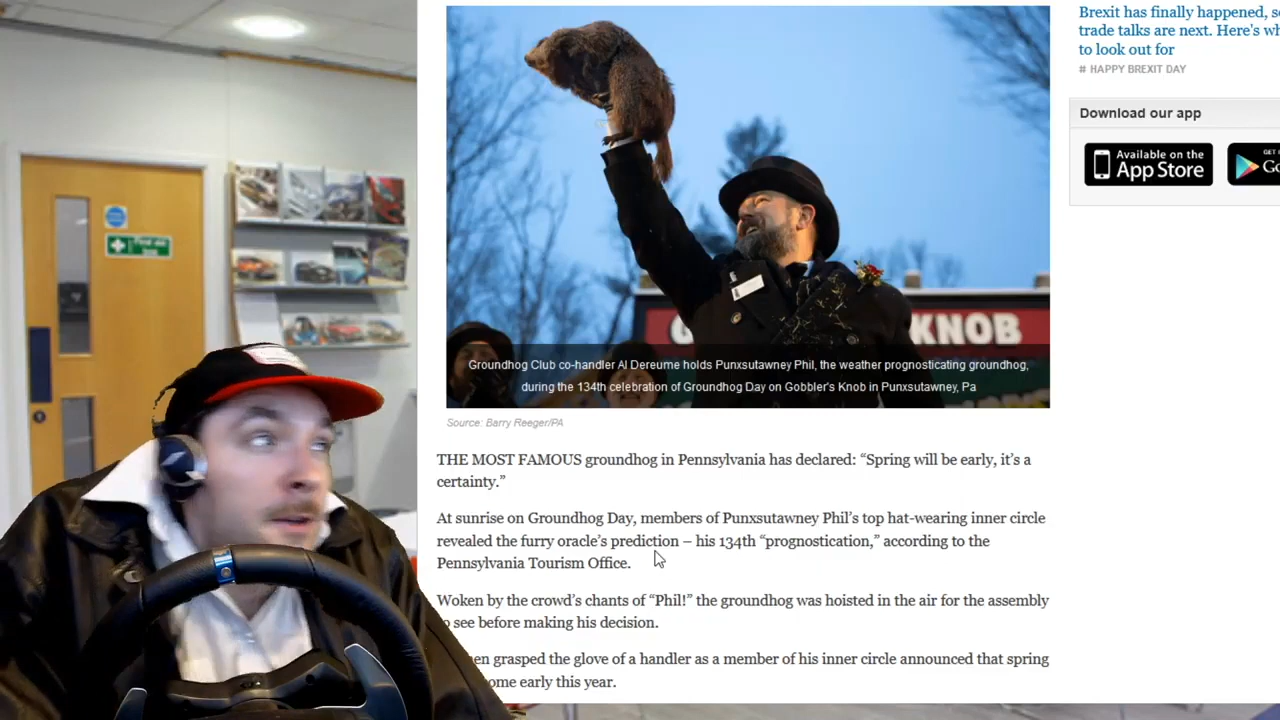 Brexit has finally happened, s
trade talks are next. Here's wh
to look out for
# HAPPY BREXIT DAY
Download our app
Available on the
App Store
GET I
Go
First aid
KNOB
Groundhog Club co-handler Al Dereume holds Punxsutawney Phil, the weather prognosticating groundhog,
during the 134th celebration of Groundhog Day on Gobbler's Knob in Punxsutawney, Pa
Source: Barry Reeger/PA
THE MOST FAMOUS groundhog in Pennsylvania has declared: “Spring will be early, it’s a
certainty.”
At sunrise on Groundhog Day, members of Punxsutawney Phil’s top hat-wearing inner circle
revealed the furry oracle’s prediction – his 134th “prognostication,” according to the
Pennsylvania Tourism Office.
Woken by the crowd’s chants of “Phil!” the groundhog was hoisted in the air for the assembly
o see before making his decision.
en grasped the glove of a handler as a member of his inner circle announced that spring
ome early this year.